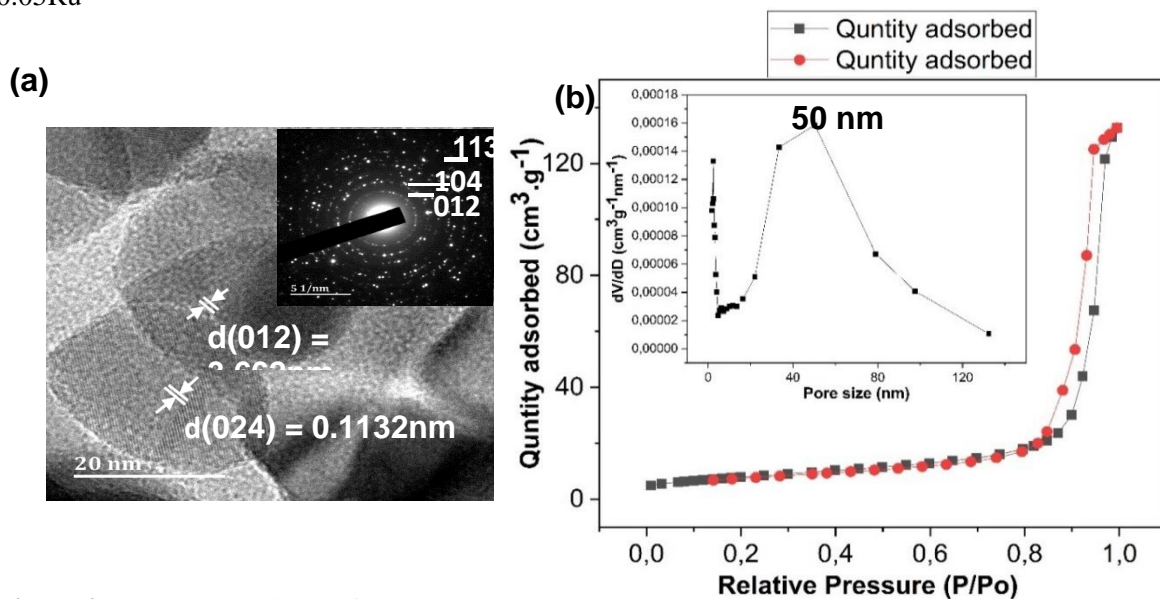 (a)
113
104
012
5 1/nm
d(012) =
d(024) = 0.1132nm
20 nm
Quntity adsorbed
Quntity adsorbed
(b)
50 nm
0,00018
0,00016
0,00014
0,00012
0,00010
0,00008
0,00006
0,00004
0,00002
0,00000
dV/dD (cm³g⁻¹nm⁻¹)
0
40
80
120
Pore size (nm)
120
80
40
0
Quntity adsorbed (cm³.g⁻¹)
0,0
0,2
0,4
0,6
0,8
1,0
Relative Pressure (P/Po)